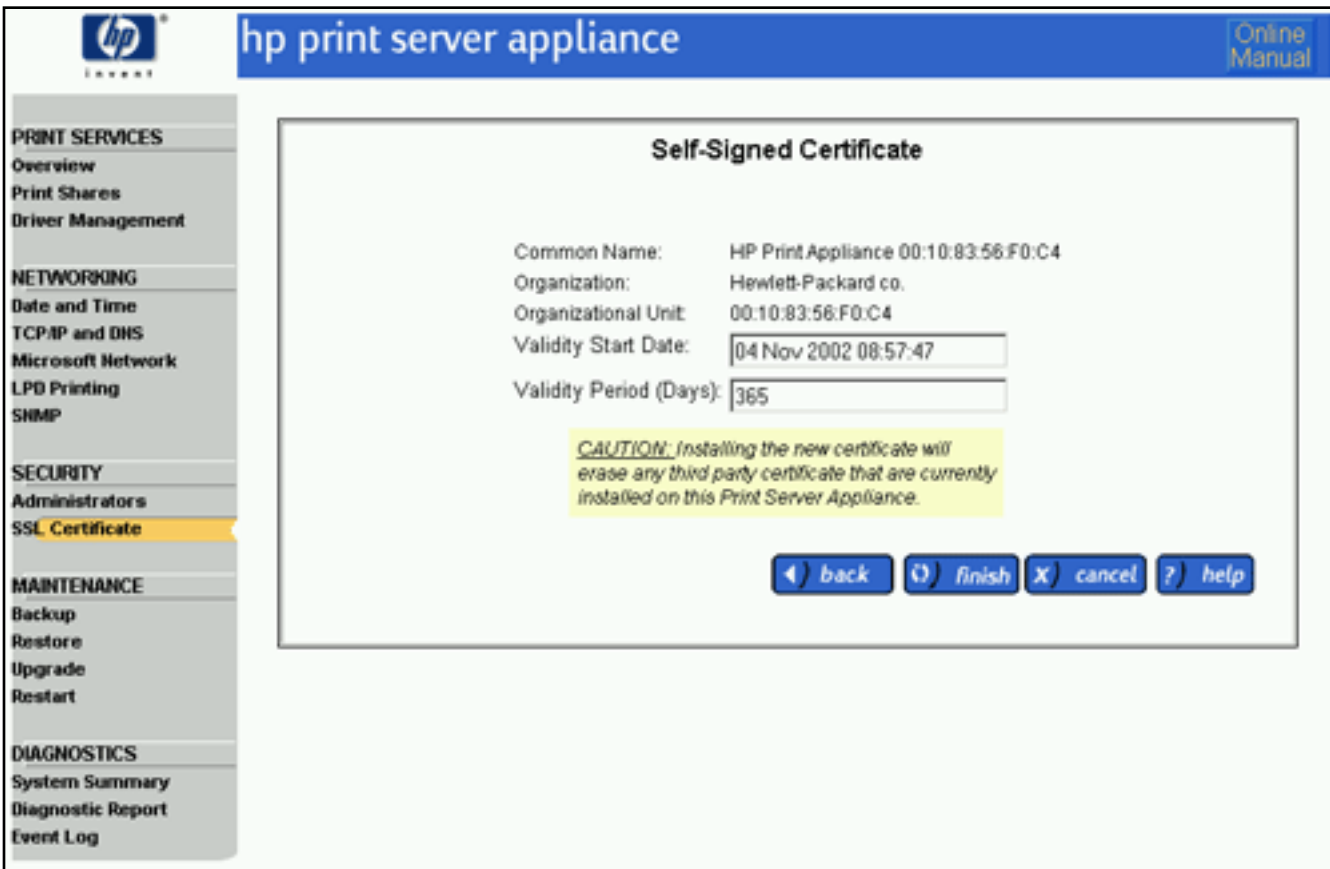 hp
invent
hp print server appliance
Online
Manual
PRINT SERVICES
Overview
Print Shares
Driver Management
NETWORKING
Date and Time
TCP/IP and DNS
Microsoft Network
LPD Printing
SNMP
SECURITY
Administrators
SSL Certificate
MAINTENANCE
Backup
Restore
Upgrade
Restart
DIAGNOSTICS
System Summary
Diagnostic Report
Event Log
Self-Signed Certificate
Common Name: HP Print Appliance 00:10:83:56:F0:C4
Organization: Hewlett-Packard co.
Organizational Unit: 00:10:83:56:F0:C4
Validity Start Date: 04 Nov 2002 08:57:47
Validity Period (Days): 365
CAUTION: Installing the new certificate will
erase any third party certificate that are currently
installed on this Print Server Appliance.
back finish X cancel ? help